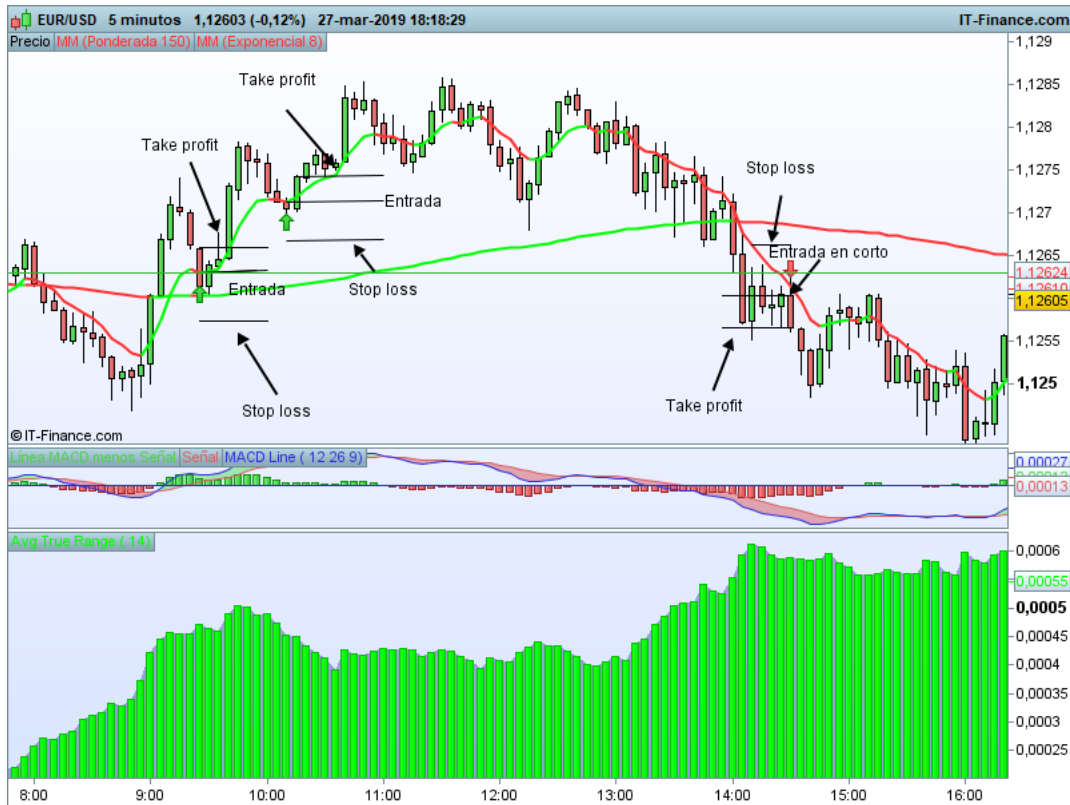 EUR/USD 5 minutos 1,12603 (-0,12%) 27-mar-2019 18:18:29 IT-Finance.com
Precio MM (Ponderada 150) MM (Exponencial 8)
1,129
Take profit
1,1285
1,128
Take profit
1,1275
Stop loss
Entrada
1,127
Entrada en corto
1,1265
1,12624
Entrada
Stop loss
1,12610
1,12605
1,1255
1,125
Stop loss
Take profit
©IT-Finance.com
Línea MACD menos Señal Señal MACD Line ( 12 26 9)
0,00027
0,00013
Avg True Range ( 14)
0,0006
0,00055
0,0005
0,00045
0,0004
0,00035
0,0003
0,00025
8:00 9:00 10:00 11:00 12:00 13:00 14:00 15:00 16:00